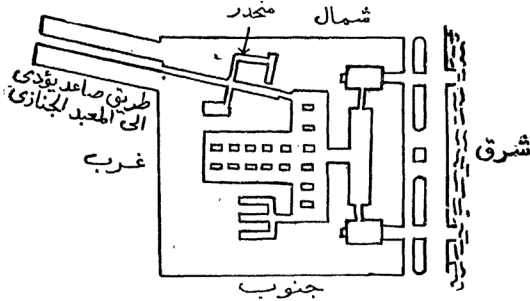 شمال
منحدر
طريق صاعد يؤدى
الى المعبد الجنازى
غرب
شرق
جنوب